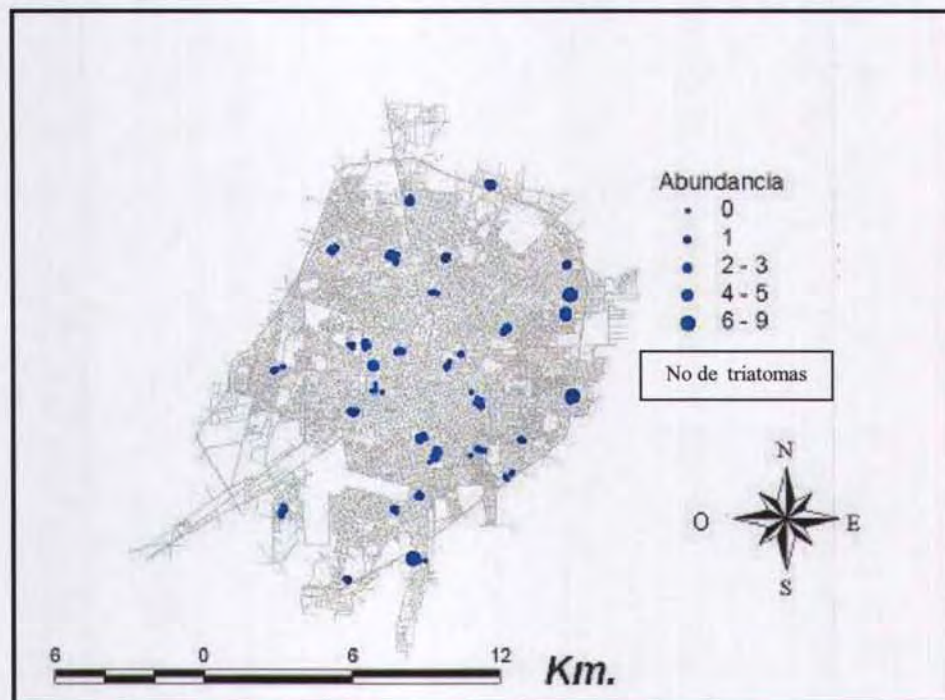 Abundancia
0
1
2 - 3
4 - 5
6 - 9
No de triatomas
N
O E
S
6 0 6 12 Km.